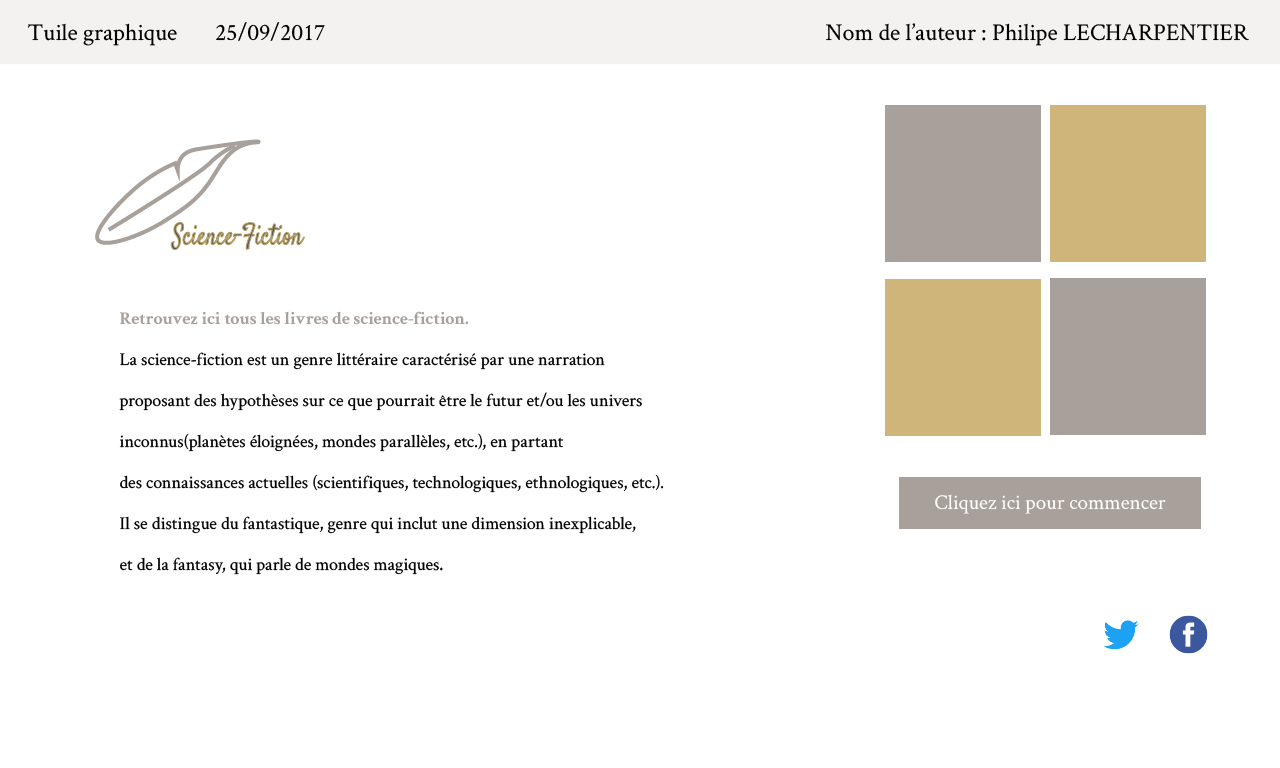 Tuile graphique 25/09/2017 Nom de l’auteur : Philipe LECHARPENTIER
Science-Fiction
Retrouvez ici tous les livres de science-fiction.
La science-fiction est un genre littéraire caractérisé par une narration
proposant des hypothèses sur ce que pourrait être le futur et/ou les univers
inconnus(planètes éloignées, mondes parallèles, etc.), en partant
des connaissances actuelles (scientifiques, technologiques, ethnologiques, etc.).
Il se distingue du fantastique, genre qui inclut une dimension inexplicable,
et de la fantasy, qui parle de mondes magiques.
Cliquez ici pour commencer